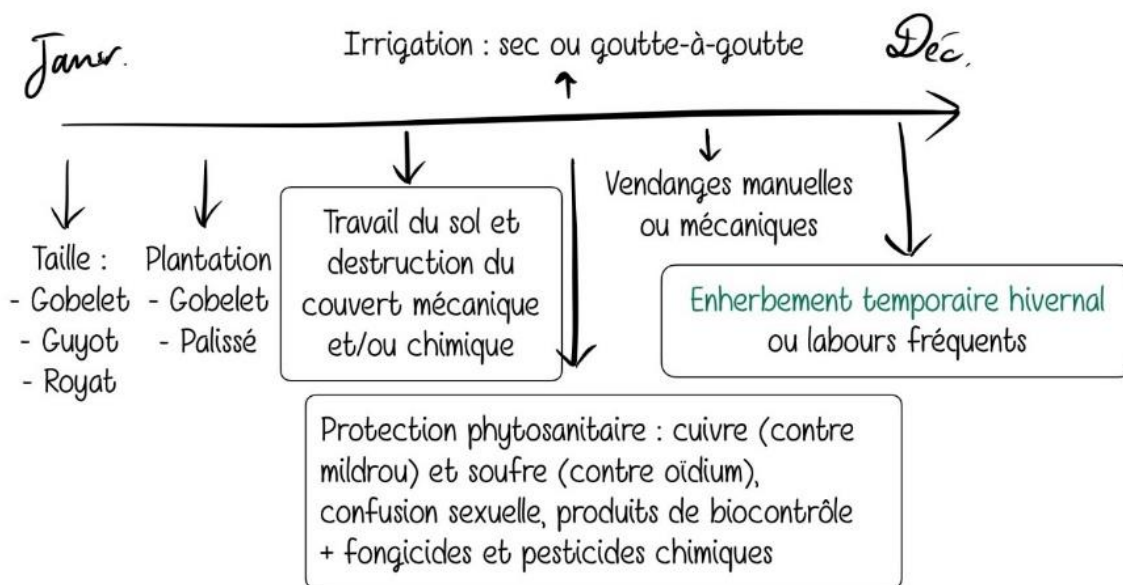 Janv.
Irrigation : sec ou goutte-à-goutte
Déc.
Taille :
- Gobelet
- Guyot
- Royat
Plantation
- Gobelet
- Palissé
Travail du sol et
destruction du
couvert mécanique
et/ou chimique
Vendanges manuelles
ou mécaniques
Enherbement temporaire hivernal
ou labours fréquents
Protection phytosanitaire : cuivre (contre
mildrou) et soufre (contre oïdium),
confusion sexuelle, produits de biocontrôle
+ fongicides et pesticides chimiques